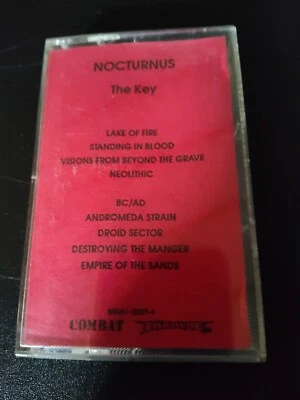 NOCTURNUS
The Key
LAKE OF FIRE
STANDING IN BLOOD
VISIONS FROM BEYOND THE GRAVE
NEOLITHIC
BC/AD
ANDROMEDA STRAIN
DROID SECTOR
DESTROYING THE MANGER
EMPIRE OF THE SANDS
COMBAT